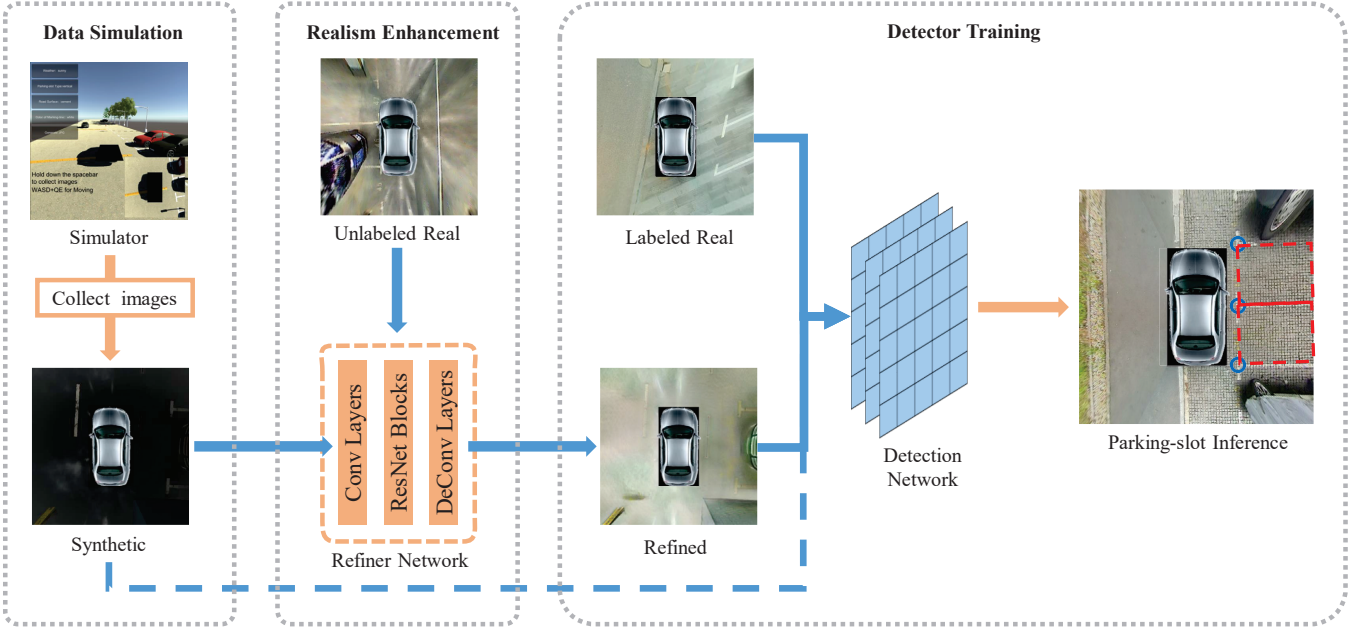 Data Simulation
Hold down the spacebar
to collect images
WASD+QE for Moving
Simulator
Collect images
Synthetic
Realism Enhancement
Unlabeled Real
Conv Layers
ResNet Blocks
DeConv Layers
Refiner Network
Detector Training
Labeled Real
Refined
Detection
Network
Parking-slot Inference